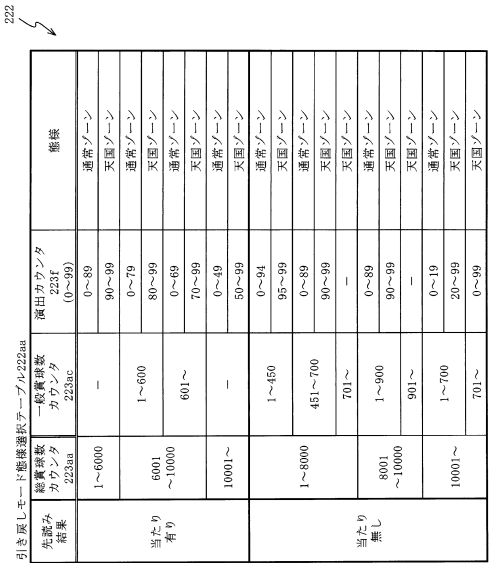 222
引き戻しモード態様選択テーブル222aa
先読み
結果
総賞球数
カウンタ
223aa
一般賞球数
カウンタ
223ac
演出カウンタ
223f
(0～99)
態様
当たり
有り
1～6000
－
0～89
通常ゾーン
90～99
天国ゾーン
6001
～10000
1～600
0～79
通常ゾーン
80～99
天国ゾーン
601～
0～69
通常ゾーン
70～99
天国ゾーン
10001～
－
0～49
通常ゾーン
50～99
天国ゾーン
当たり
無し
1～8000
1～450
0～94
通常ゾーン
95～99
天国ゾーン
451～700
0～89
通常ゾーン
90～99
天国ゾーン
701～
－
天国ゾーン
8001
～10000
1～900
0～89
通常ゾーン
90～99
天国ゾーン
901～
－
天国ゾーン
10001～
1～700
0～19
通常ゾーン
20～99
天国ゾーン
701～
0～99
天国ゾーン